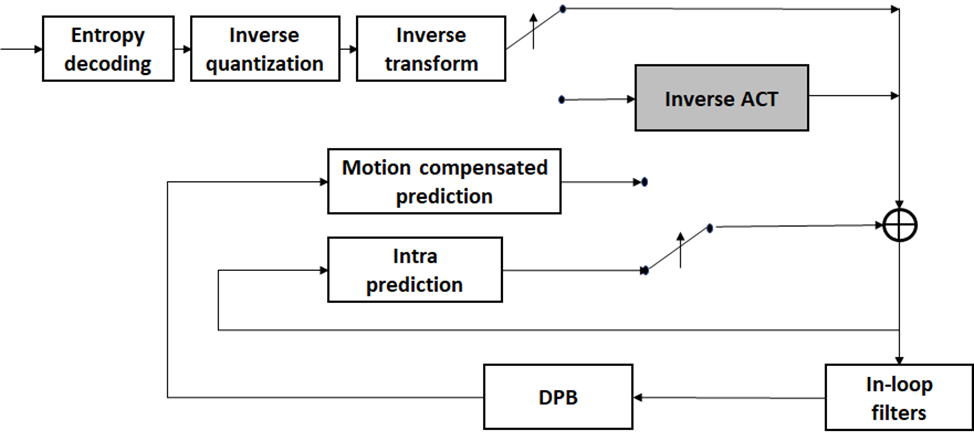 Entropy
decoding
Inverse
quantization
Inverse
transform
Inverse ACT
Motion compensated
prediction
Intra
prediction
DPB
In-loop
filters